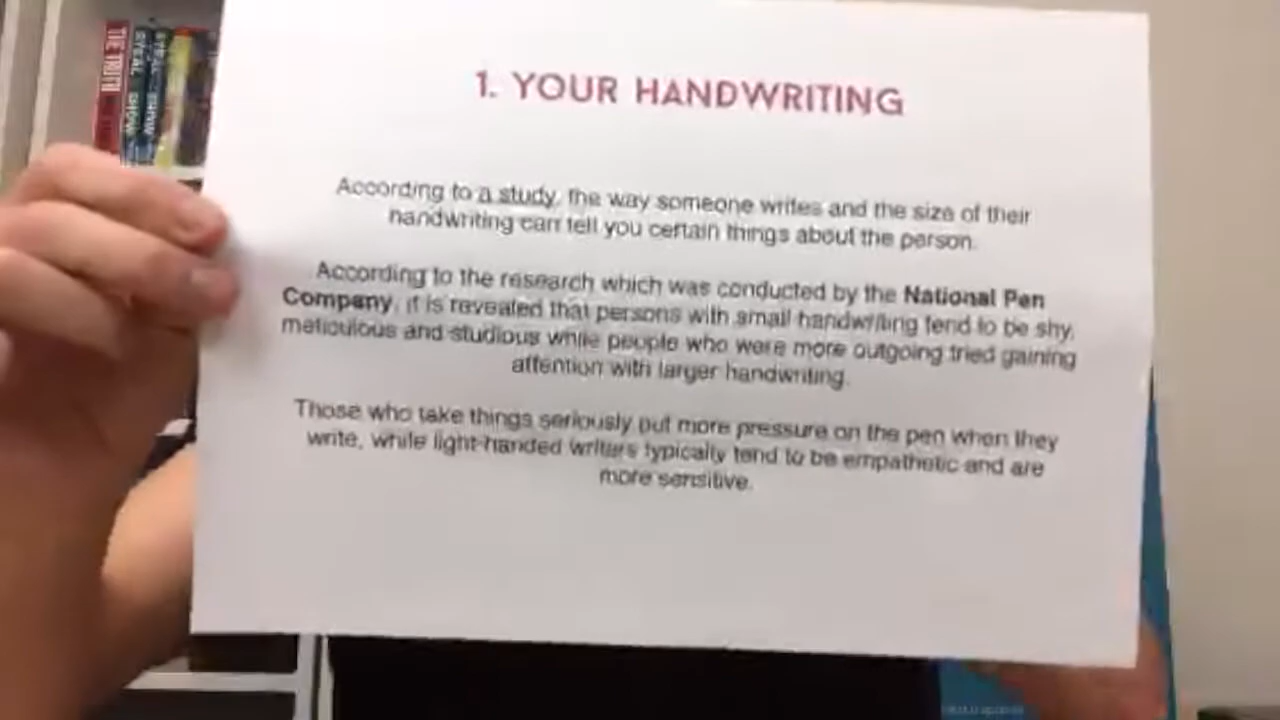 THE TRUTH
1. YOUR HANDWRITING
According to a study, the way someone writes and the size of their
handwriting can tell you certain things about the person.
According to the research which was conducted by the National Pen
Company, it is revealed that persons with small handwriting tend to be shy,
meticulous and studious while people who were more outgoing tried gaining
attention with larger handwriting.
Those who take things seriously put more pressure on the pen when they
write, while light-handed writers typically tend to be empathetic and are
more sensitive.